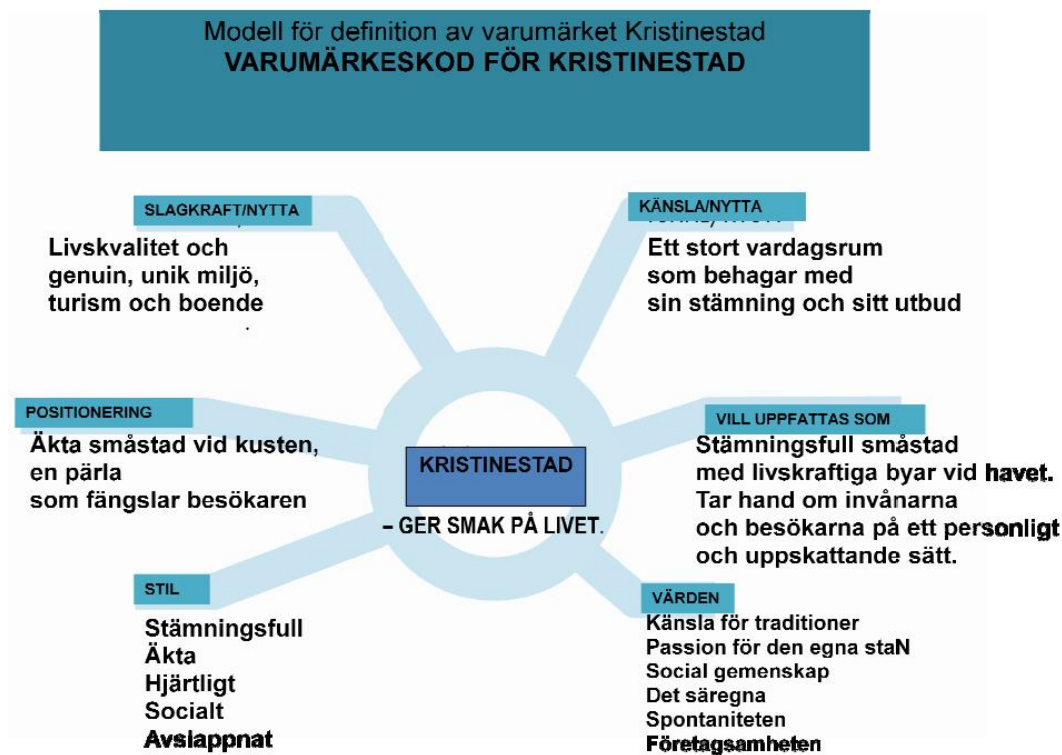 Modell för definition av varumärket Kristinestad
VARUMÄRKESKOD FÖR KRISTINESTAD
SLAGKRAFT/NYTTA
Livskvalitet och
genuin, unik miljö,
turism och boende
KÄNSLA/NYTTA
Ett stort vardagsrum
som behagar med
sin stämning och sitt utbud
POSITIONERING
Äkta småstad vid kusten,
en pärla
som fängslar besökaren
KRISTINESTAD
– GER SMAK PÅ LIVET.
VILL UPPFATTAS SOM
Stämningsfull småstad
med livskraftiga byar vid havet.
Tar hand om invånarna
och besökarna på ett personligt
och uppskattande sätt.
STIL
Stämningsfull
Äkta
Hjärtligt
Socialt
Avslappnat
VÄRDEN
Känsla för traditioner
Passion för den egna staN
Social gemenskap
Det säregna
Spontaniteten
Företagsamheten